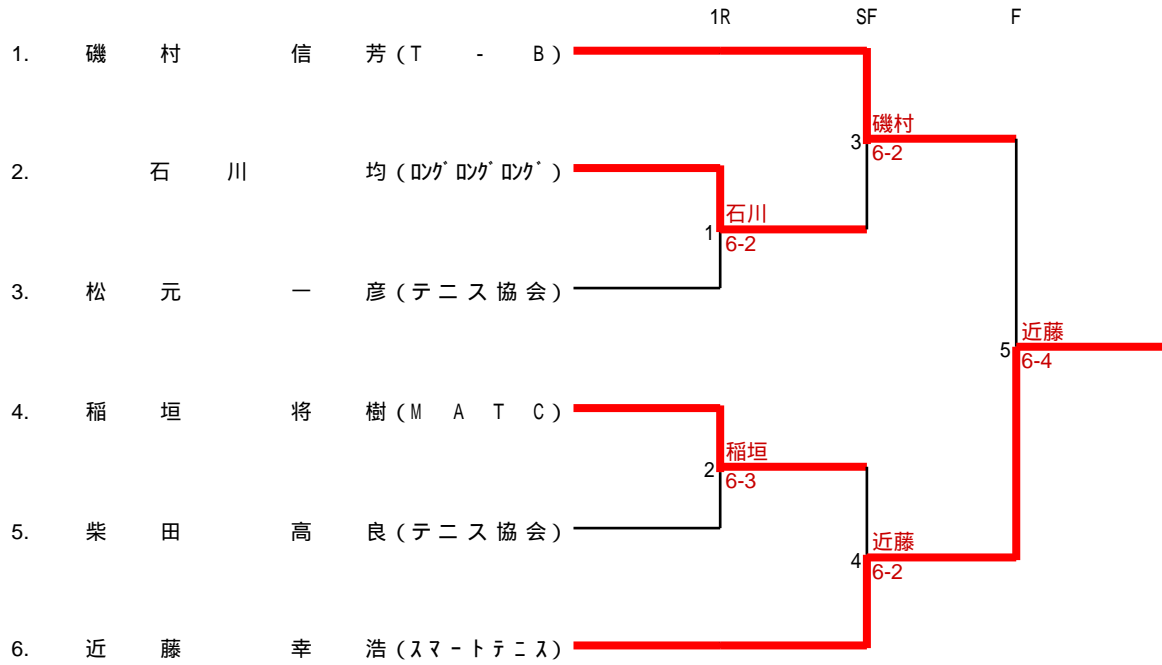 1R SF F
1. 磯 村 信 芳 (T - B)
磯村
3
6-2
2. 石 川 均 (ﾛﾝｸﾞﾛﾝｸﾞﾛﾝｸﾞ)
石川
1
6-2
3. 松 元 一 彦 (テニス協会)
近藤
5
6-4
4. 稲 垣 将 樹 (M A T C)
稲垣
2
6-3
5. 柴 田 高 良 (テニス協会)
近藤
4
6-2
6. 近 藤 幸 浩 (ｽﾏｰﾄﾃﾆｽ)